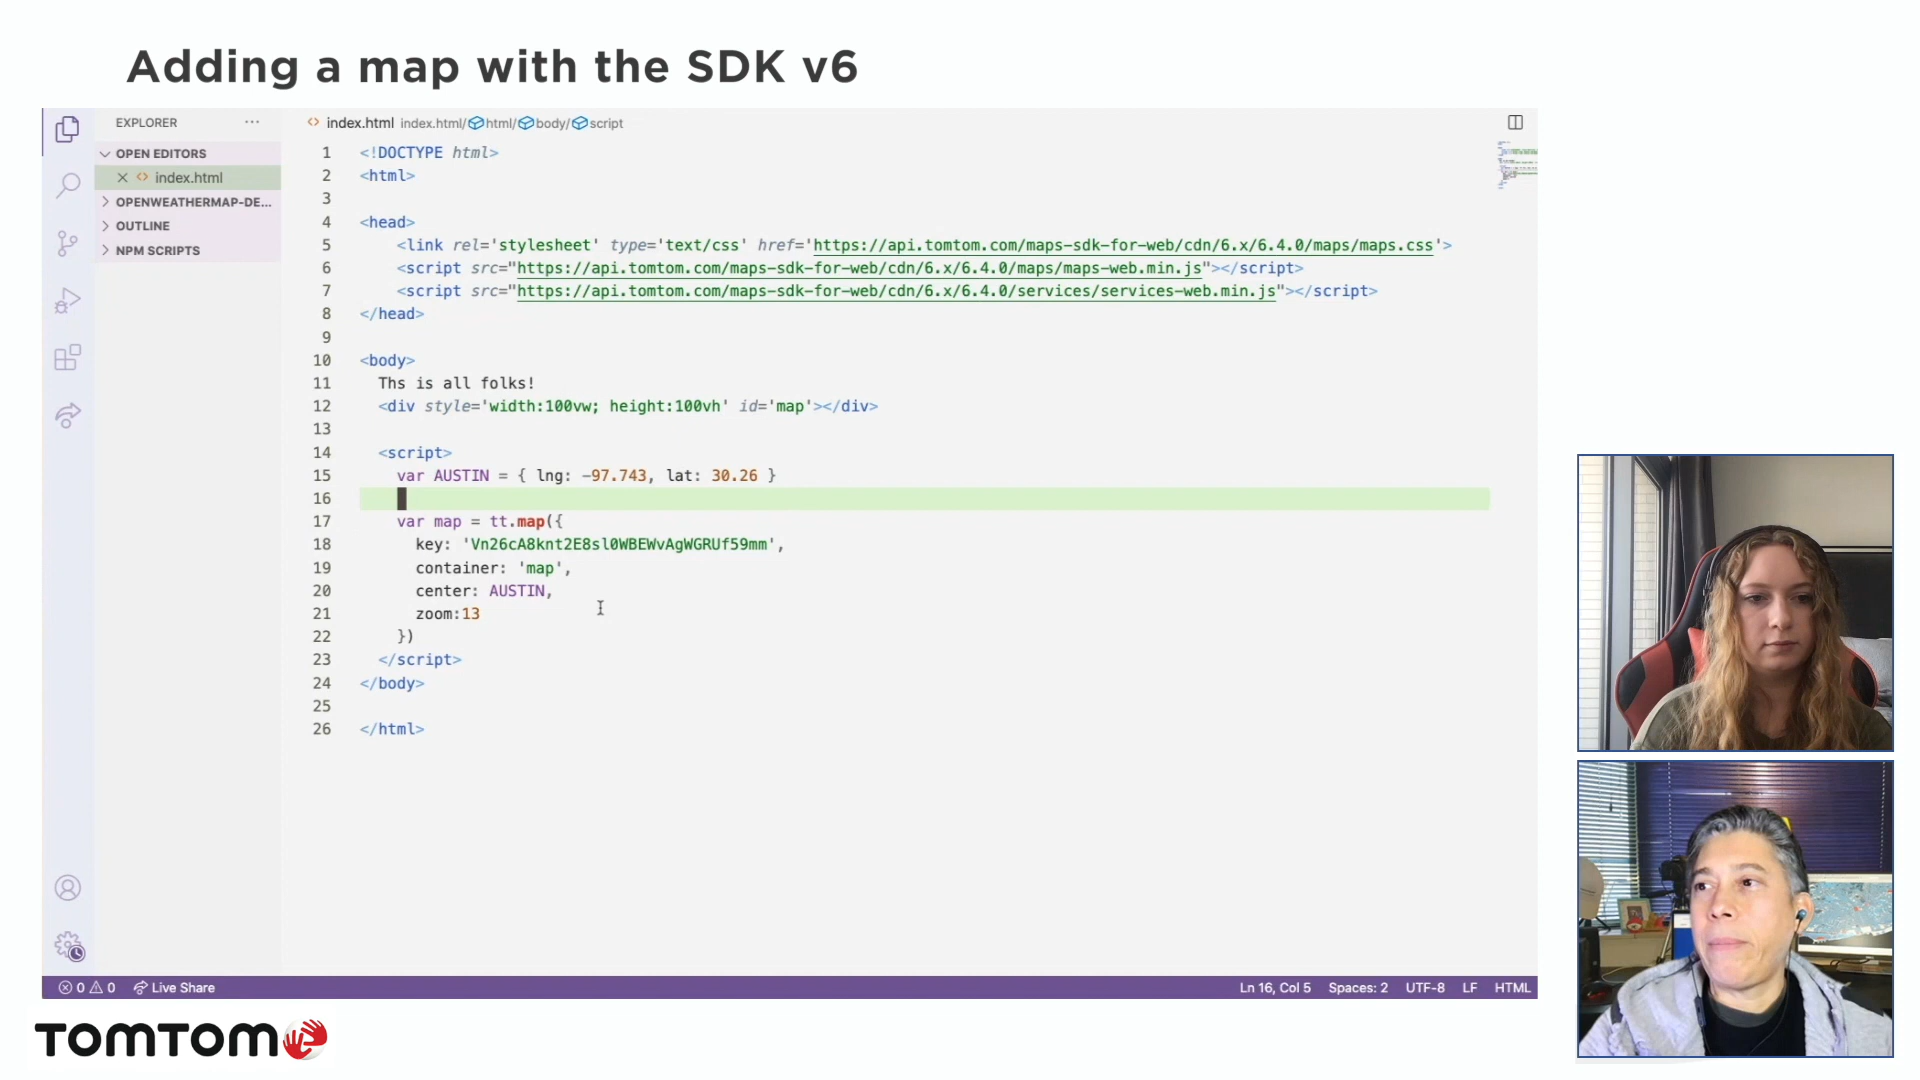 Adding a map with the SDK v6
EXPLORER
OPEN EDITORS
index.html
OPENWEATHERMAP-DE...
OUTLINE
NPM SCRIPTS
index.html index.html/html/body/script
1 <!DOCTYPE html>
2 <html>
3
4 <head>
5 <link rel='stylesheet' type='text/css' href='https://api.tomtom.com/maps-sdk-for-web/cdn/6.x/6.4.0/maps/maps.css'>
6 <script src="https://api.tomtom.com/maps-sdk-for-web/cdn/6.x/6.4.0/maps/maps-web.min.js"></script>
7 <script src="https://api.tomtom.com/maps-sdk-for-web/cdn/6.x/6.4.0/services/services-web.min.js"></script>
8 </head>
9
10 <body>
11 Ths is all folks!
12 <div style='width:100vw; height:100vh' id='map'></div>
13
14 <script>
15 var AUSTIN = { lng: -97.743, lat: 30.26 }
16
17 var map = tt.map({
18 key: 'Vn26cA8knt2E8sl0WBEWvAgWGRUf59mm',
19 container: 'map',
20 center: AUSTIN,
21 zoom:13
22 })
23 </script>
24 </body>
25
26 </html>
0 0 Live Share
Ln 16, Col 5 Spaces: 2 UTF-8 LF HTML
TOMTOM